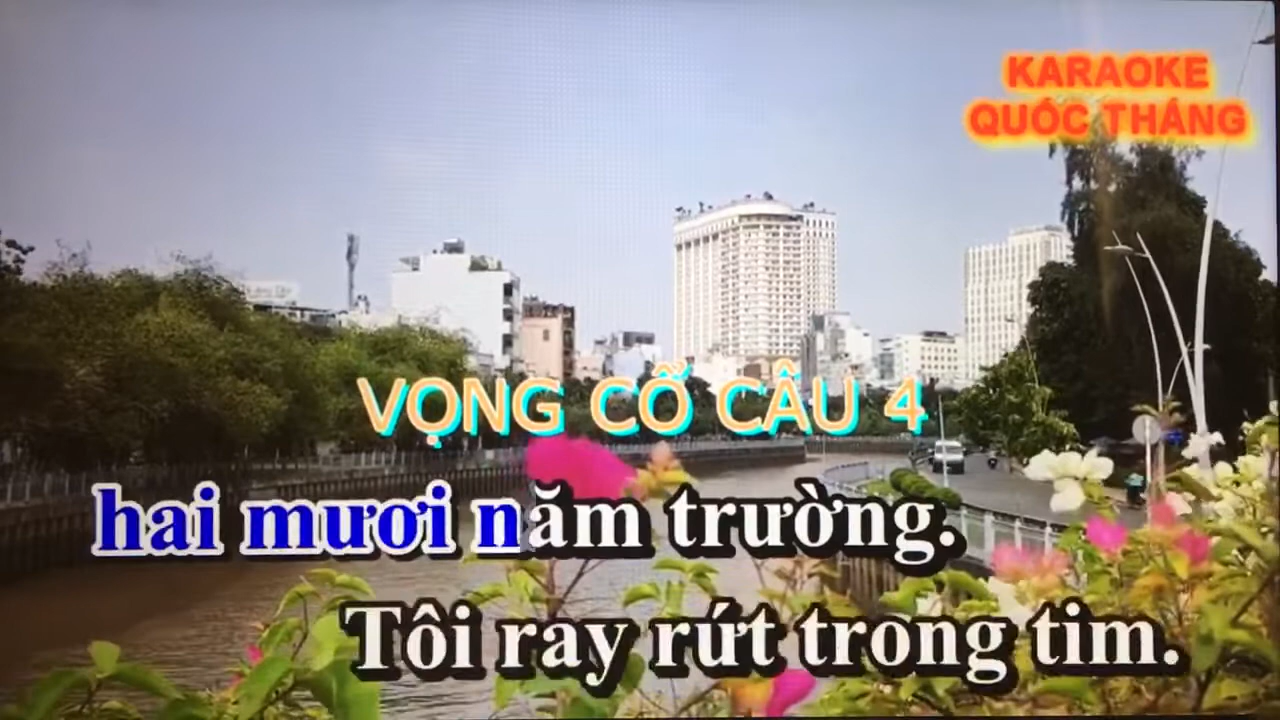 KARAOKE
QUỐC THẮNG
VỌNG CỔ CÂU 4
hai mươi năm trường.
Tôi ray rứt trong tim.